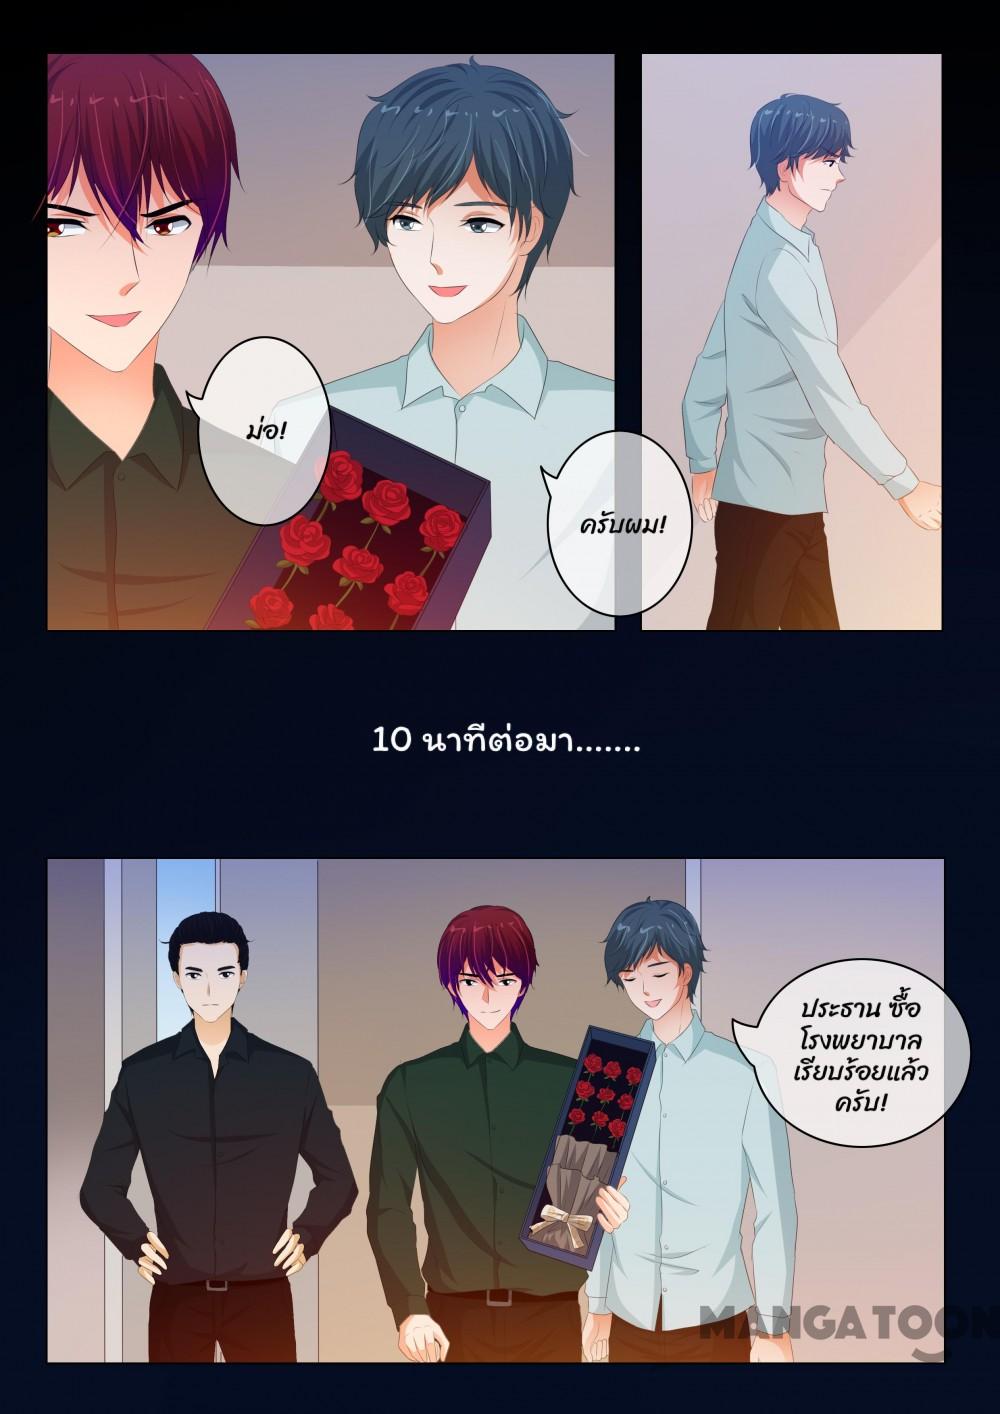 ม่อ!
ครับผม!
10 นาทีต่อมา.......
ประธาน ซื้อ
โรงพยาบาล
เรียบร้อยแล้ว
ครับ!
MANGATOON